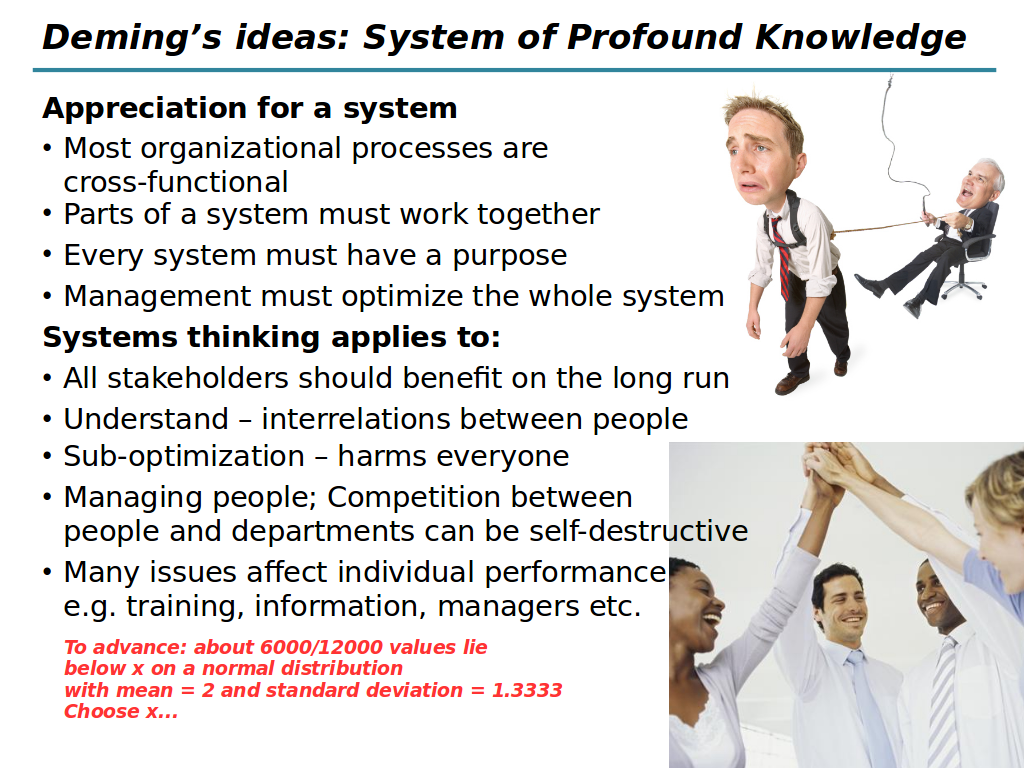 Deming’s ideas: System of Profound Knowledge
Appreciation for a system
• Most organizational processes are
cross-functional
• Parts of a system must work together
• Every system must have a purpose
• Management must optimize the whole system
Systems thinking applies to:
• All stakeholders should benefit on the long run
• Understand – interrelations between people
• Sub-optimization – harms everyone
• Managing people; Competition between
people and departments can be self-destructive
• Many issues affect individual performance
e.g. training, information, managers etc.
To advance: about 6000/12000 values lie
below x on a normal distribution
with mean = 2 and standard deviation = 1.3333
Choose x...